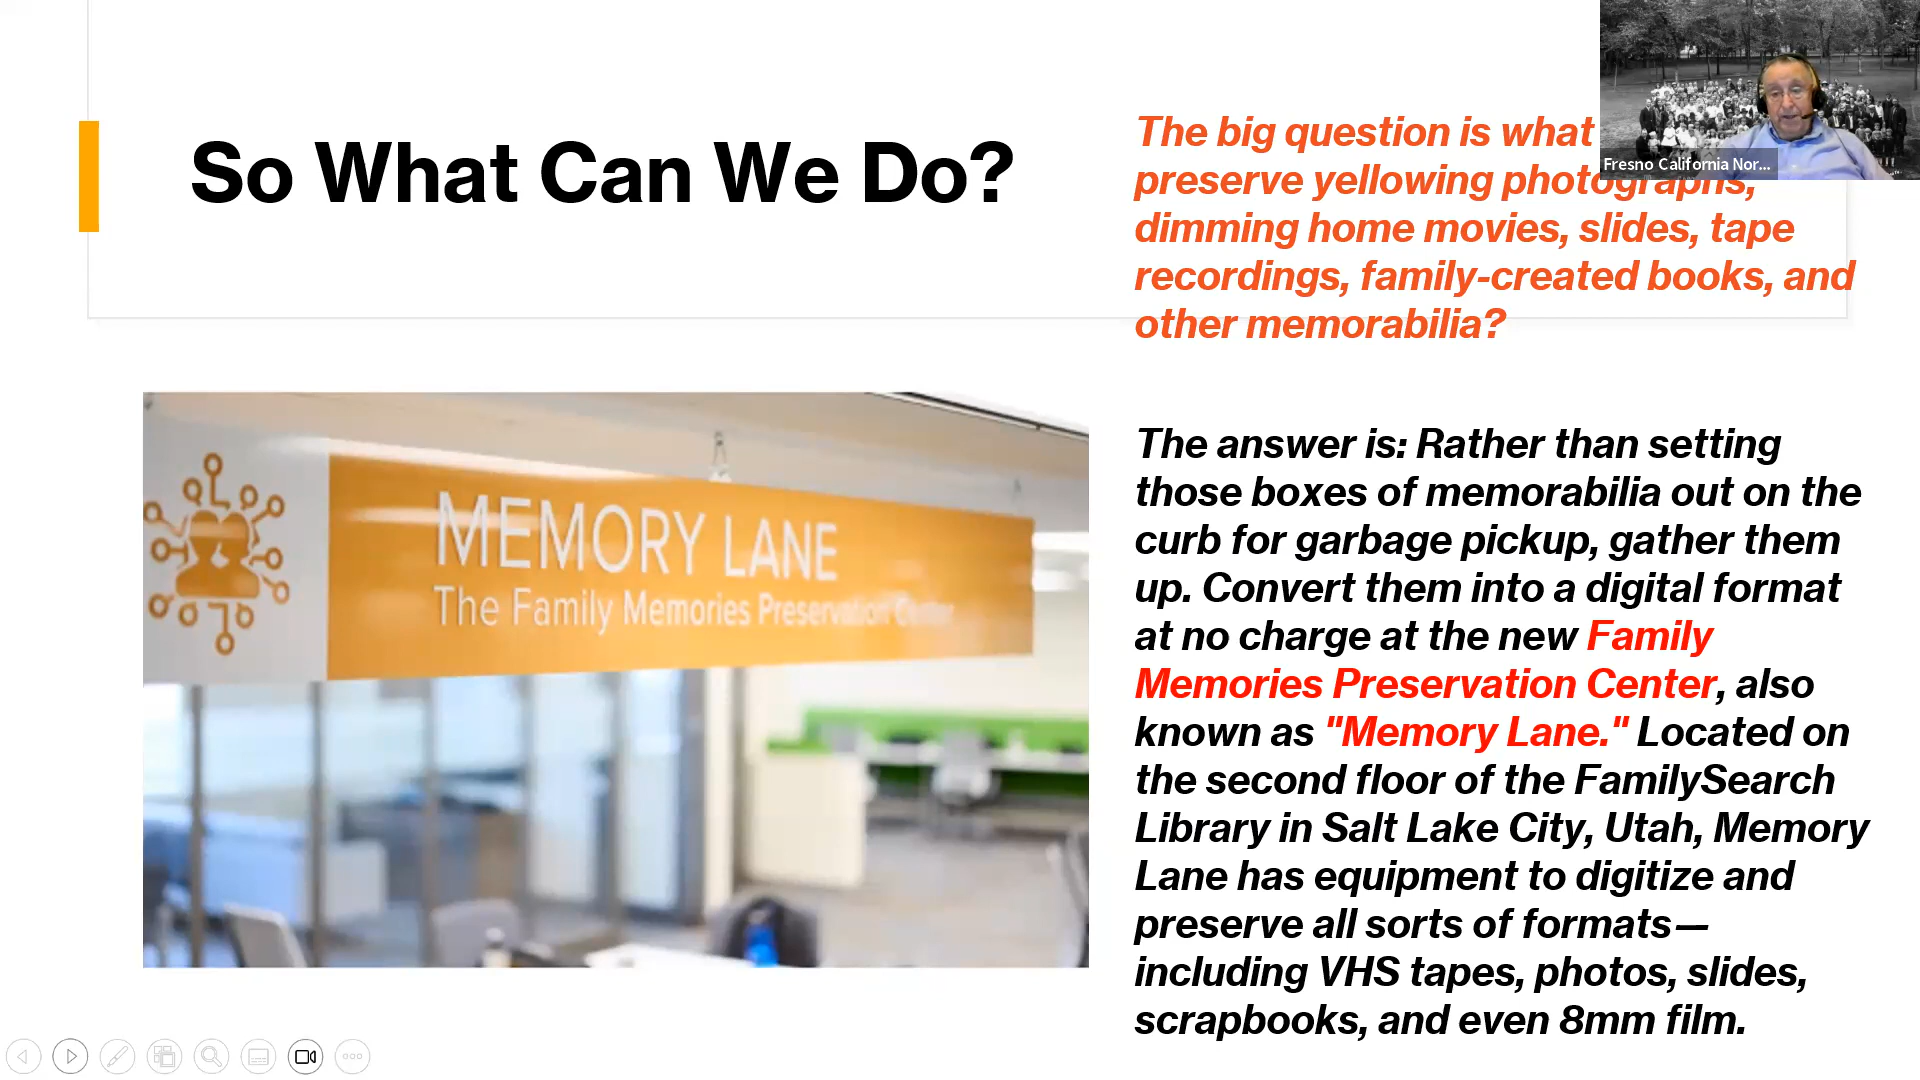 So What Can We Do?
The big question is what
preserve yellowing photographs,
dimming home movies, slides, tape
recordings, family-created books, and
other memorabilia?
Fresno California Nor...
MEMORY LANE
The Family Memories Preservation Center
The answer is: Rather than setting
those boxes of memorabilia out on the
curb for garbage pickup, gather them
up. Convert them into a digital format
at no charge at the new Family
Memories Preservation Center, also
known as "Memory Lane." Located on
the second floor of the FamilySearch
Library in Salt Lake City, Utah, Memory
Lane has equipment to digitize and
preserve all sorts of formats—
including VHS tapes, photos, slides,
scrapbooks, and even 8mm film.